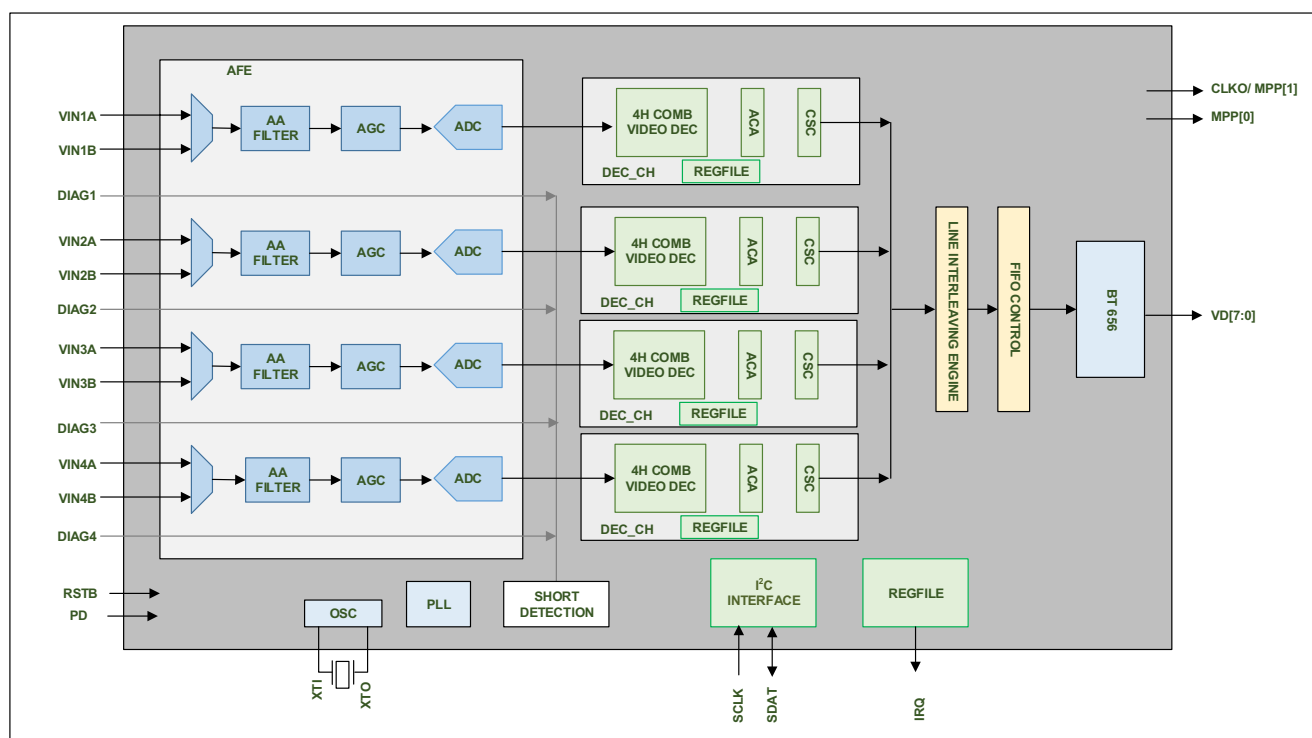 AFE
VIN1A
VIN1B
AA
FILTER
AGC
ADC
4H COMB
VIDEO DEC
ACA
CSC
REGFILE
DEC_CH
CLKO/ MPP[1]
MPP[0]
DIAG1
VIN2A
VIN2B
AA
FILTER
AGC
ADC
4H COMB
VIDEO DEC
ACA
CSC
REGFILE
DEC_CH
DIAG2
VIN3A
VIN3B
AA
FILTER
AGC
ADC
4H COMB
VIDEO DEC
ACA
CSC
REGFILE
DEC_CH
LINE INTERLEAVING ENGINE
FIFO CONTROL
BT 656
VD[7:0]
DIAG3
VIN4A
VIN4B
AA
FILTER
AGC
ADC
4H COMB
VIDEO DEC
ACA
CSC
REGFILE
DEC_CH
DIAG4
RSTB
PD
OSC
PLL
SHORT
DETECTION
I²C
INTERFACE
REGFILE
XTI
XTO
SCLK
SDAT
IRQ